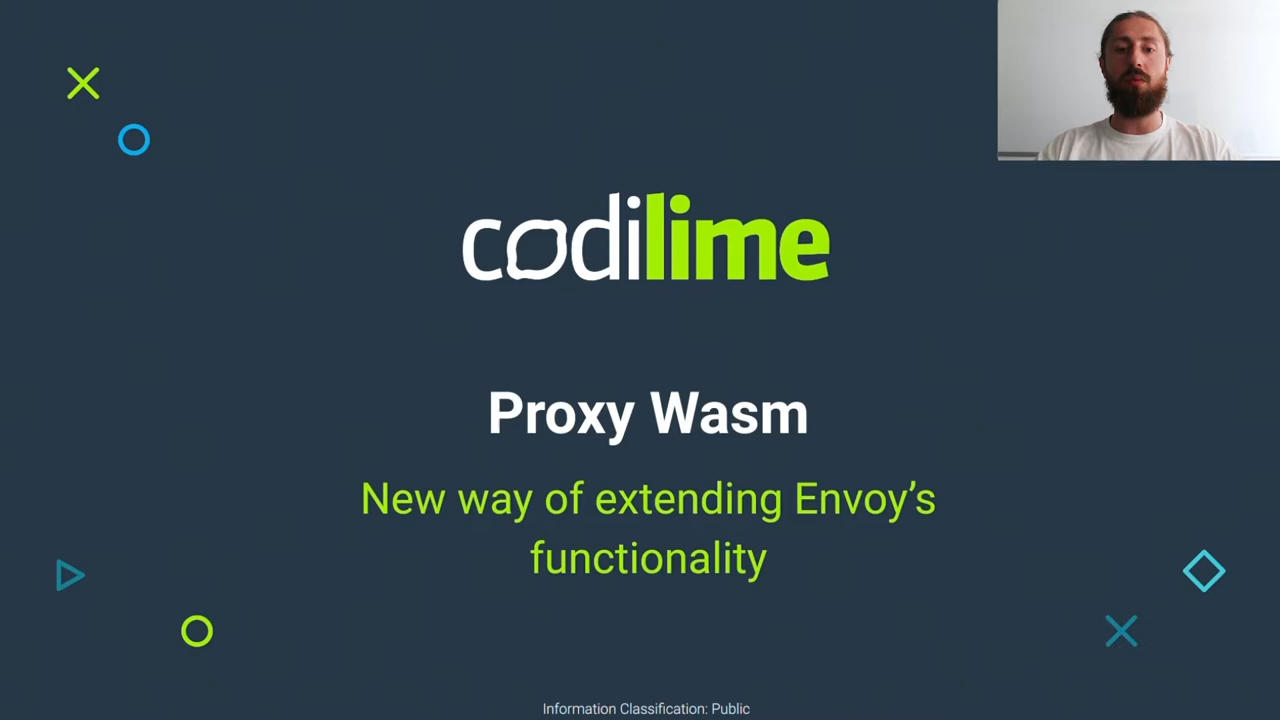 codilime
Proxy Wasm
New way of extending Envoy’s
functionality
Information Classification: Public